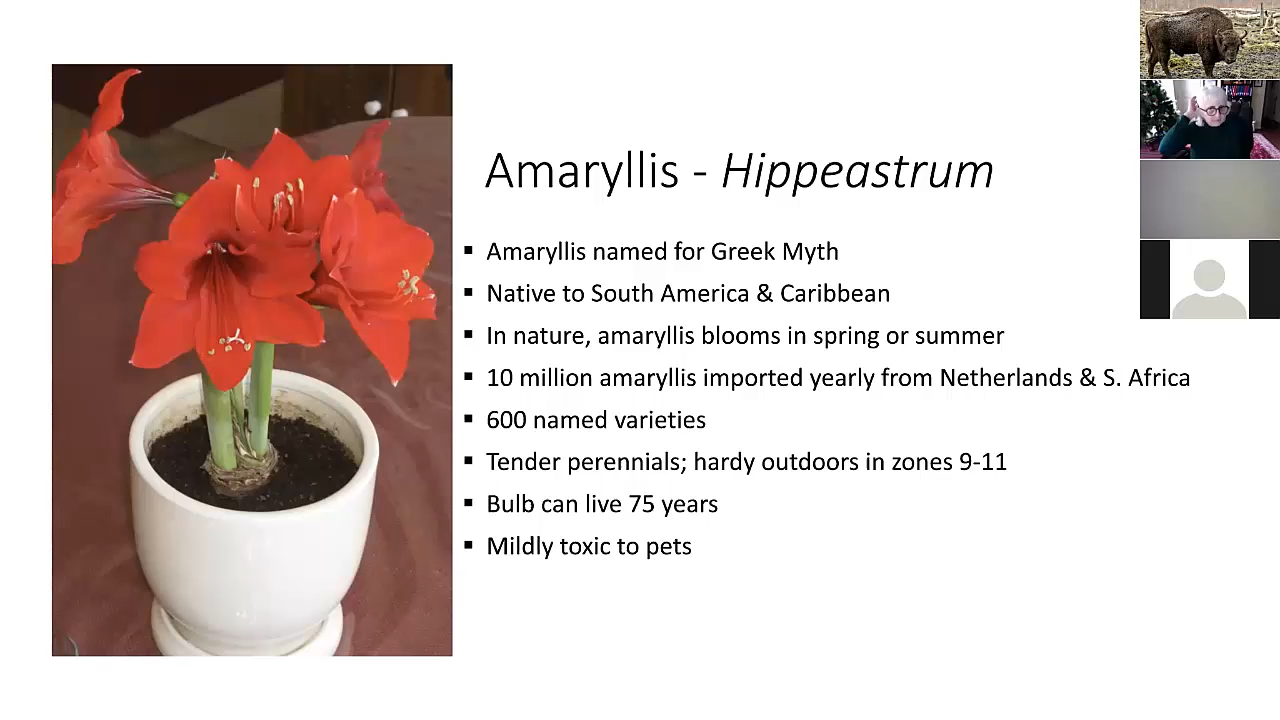 Amaryllis - Hippeastrum
▪ Amaryllis named for Greek Myth
▪ Native to South America & Caribbean
▪ In nature, amaryllis blooms in spring or summer
▪ 10 million amaryllis imported yearly from Netherlands & S. Africa
▪ 600 named varieties
▪ Tender perennials; hardy outdoors in zones 9-11
▪ Bulb can live 75 years
▪ Mildly toxic to pets